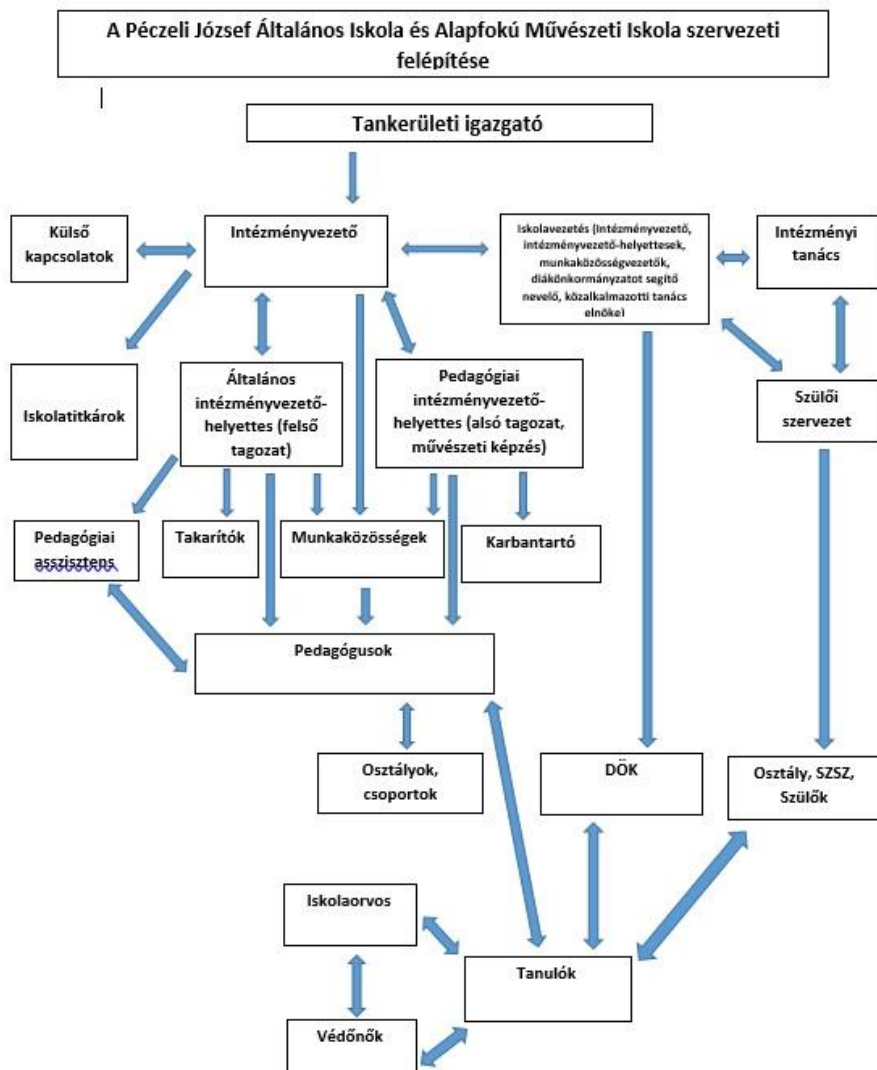 A Péczeli József Általános Iskola és Alapfokú Művészeti Iskola szervezeti
felépítése
Tankerületi igazgató
Külső
kapcsolatok
Intézményvezető
Iskolavezetés (Intézményvezető,
intézményvezető-helyettesek,
munkaközösségvezetők,
diákönkormányzatot segítő
nevelő, közalkalmazotti tanács
elnöke)
Intézményi
tanács
Iskolatitkárok
Általános
intézményvezető-
helyettes (felső
tagozat)
Pedagógiai
intézményvezető-
helyettes (alsó tagozat,
művészeti képzés)
Szülői
szervezet
Pedagógiai
asszisztens
Takarítók
Munkaközösségek
Karbantartó
Pedagógusok
Osztályok,
csoportok
DÖK
Osztály, SZSZ,
Szülők
Iskolaorvos
Tanulók
Védőnők